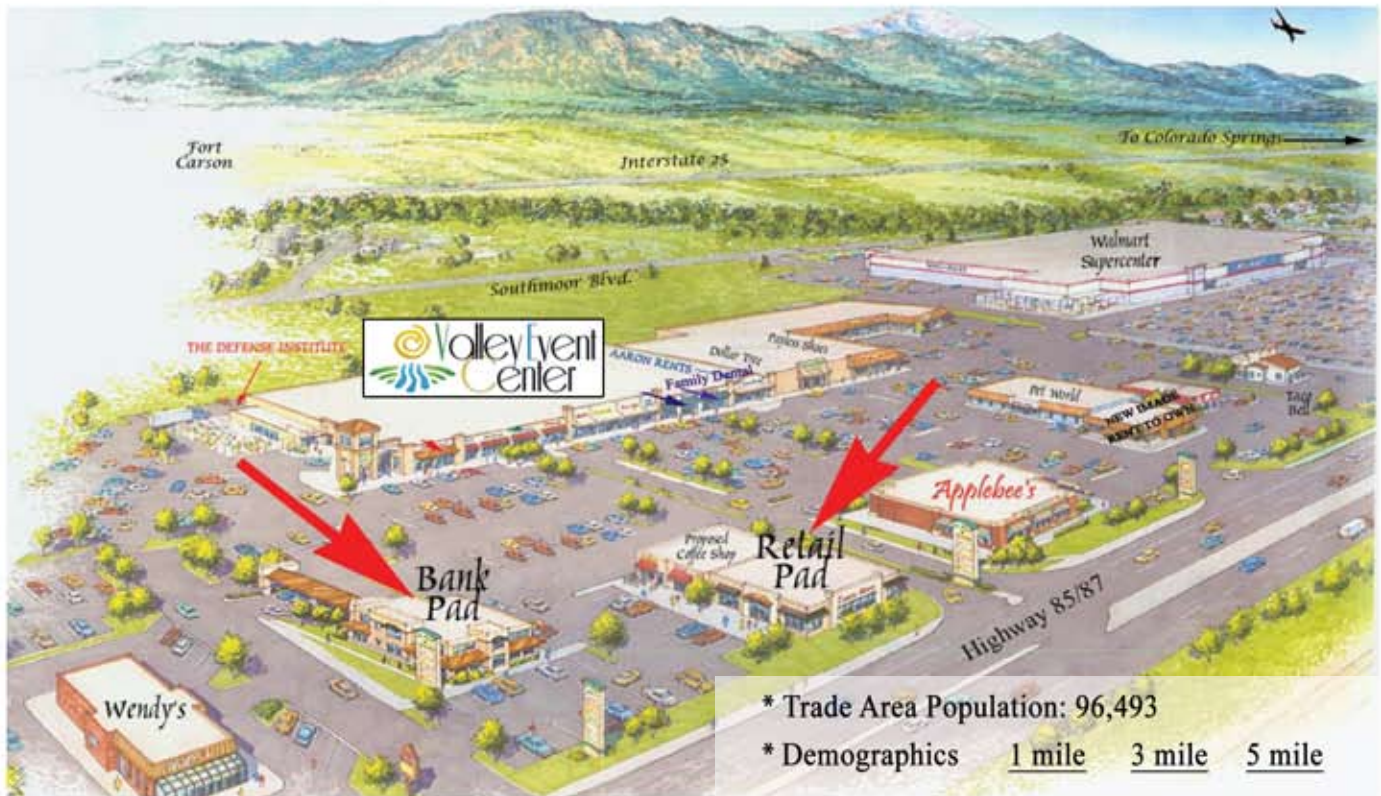 Fort
Carson
Interstate 25
To Colorado Springs
Walmart
Supercenter
Southmoor Blvd.
THE DEFENSE INSTITUTE
Valley Event
Center
AARON RENTS
Family Dental
Dollar Tree
Payless Shoes
Pet World
NEW IMAGE
RENT TO OWN
Taco
Bell
Applebee's
Proposed
Coffee Shop
Retail
Pad
Bank
Pad
Highway 85/87
Wendy's
* Trade Area Population: 96,493
* Demographics 1 mile 3 mile 5 mile